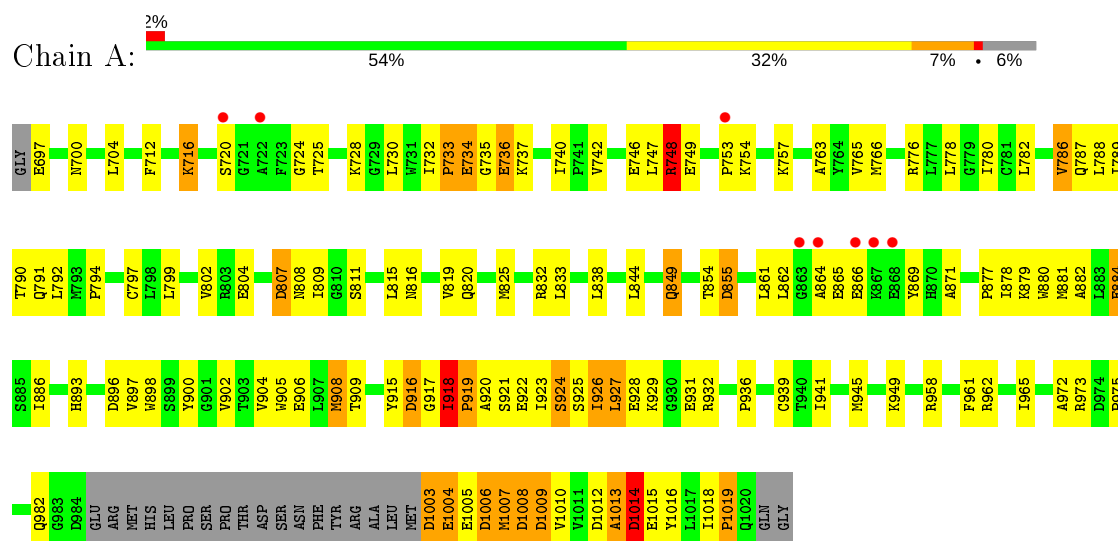 2%
Chain A:
54% 32% 7% • 6%
GLY E697 N700 L704 F712 K716 S720 G721 A722 F723 G724 T725 K728 G729 L730 W731 I732 P733 E734 G735 E736 K737 I740 P741 V742 E746 L747 R748 E749 P753 K754 K757 A763 Y764 V765 M766 R776 L777 L778 G779 I780 C781 L782 V786 Q787 L788 I789
T790 Q791 L792 M793 P794 C797 L798 L799 V802 R803 E804 D807 N808 I809 G810 S811 L815 N816 V819 Q820 M825 R832 L833 L838 L844 Q849 T854 D855 L861 L862 G863 A864 E865 E866 K867 E868 Y869 H870 A871 P877 I878 K879 W880 M881 A882 L883 E884
S885 I886 H893 D896 V897 W898 S899 Y900 G901 V902 T903 V904 W905 E906 L907 M908 T909 Y915 D916 G917 I918 P919 A920 S921 E922 I923 S924 S925 I926 L927 E928 K929 G930 E931 R932 P936 C939 T940 I941 M945 K949 R958 F961 R962 I965 A972 R973 D974 P975
Q982 G983 D984 GLU ARG MET HIS LEU PRO SER PRO THR ASP SER ASN PHE TYR ARG ALA LEU MET D1003 E1004 E1005 D1006 M1007 D1008 D1009 V1010 V1011 D1012 A1013 D1014 E1015 Y1016 L1017 I1018 P1019 Q1020 GLN GLY